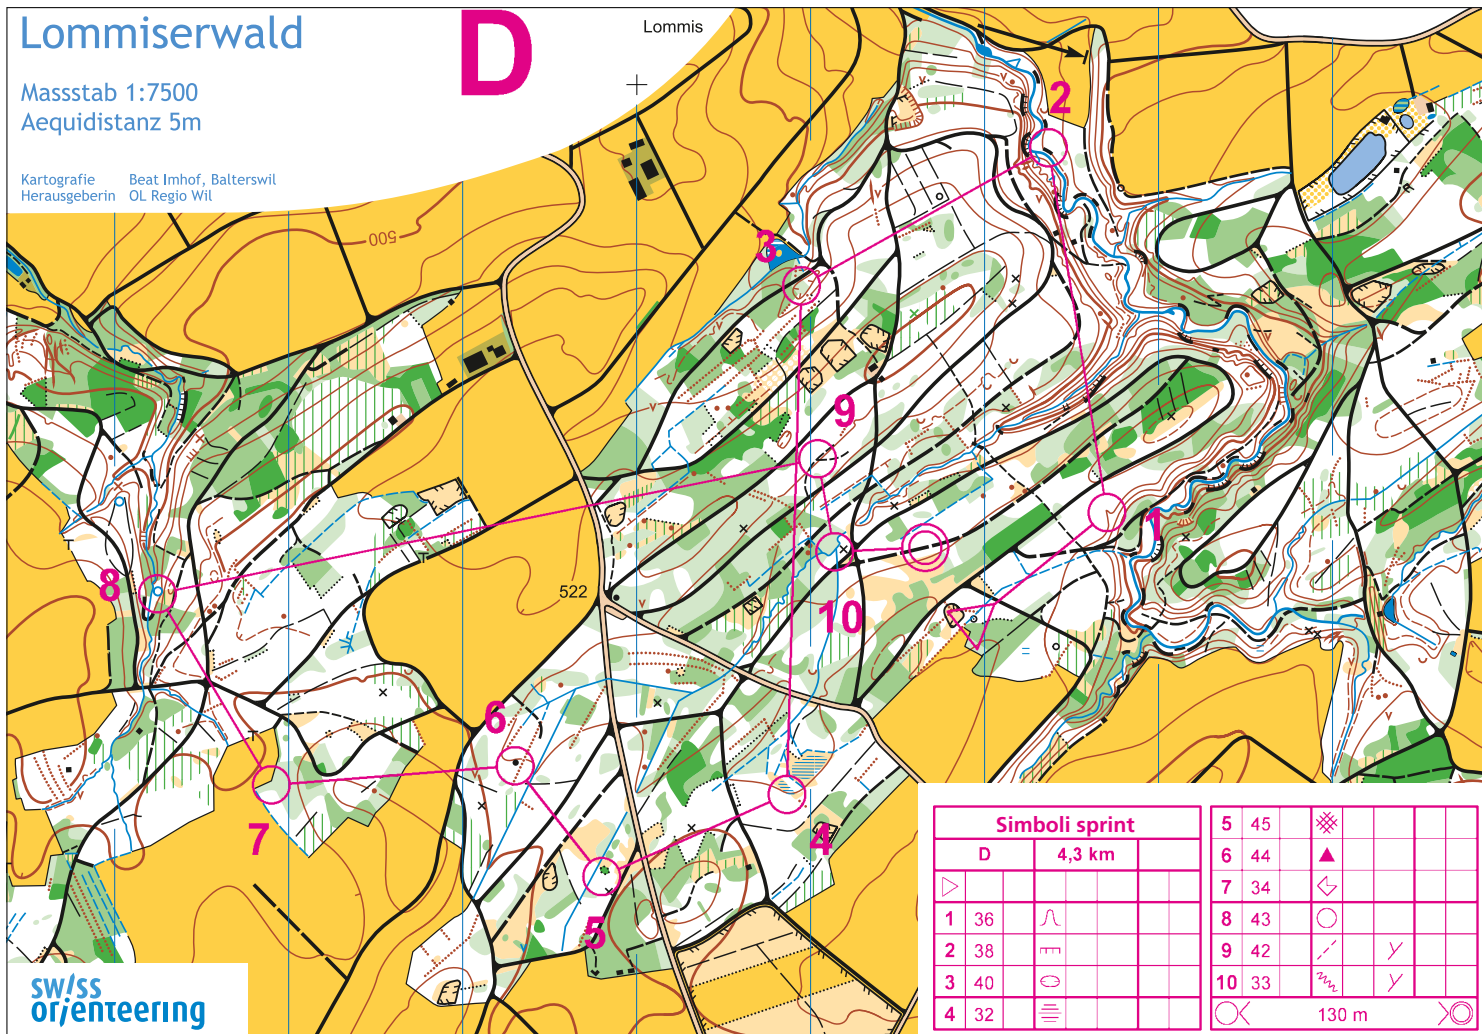 Lommiserwald
D
Lommis
Massstab 1:7500
Aequidistanz 5m
Kartografie Beat Imhof, Balterswil
Herausgeberin OL Regio Wil
500
522
1
2
3
4
5
6
7
8
9
10
Simboli sprint
D 4,3 km
1 36
2 38
3 40
4 32
5 45
6 44
7 34
8 43
9 42
10 33
130 m
swiss
orienteering